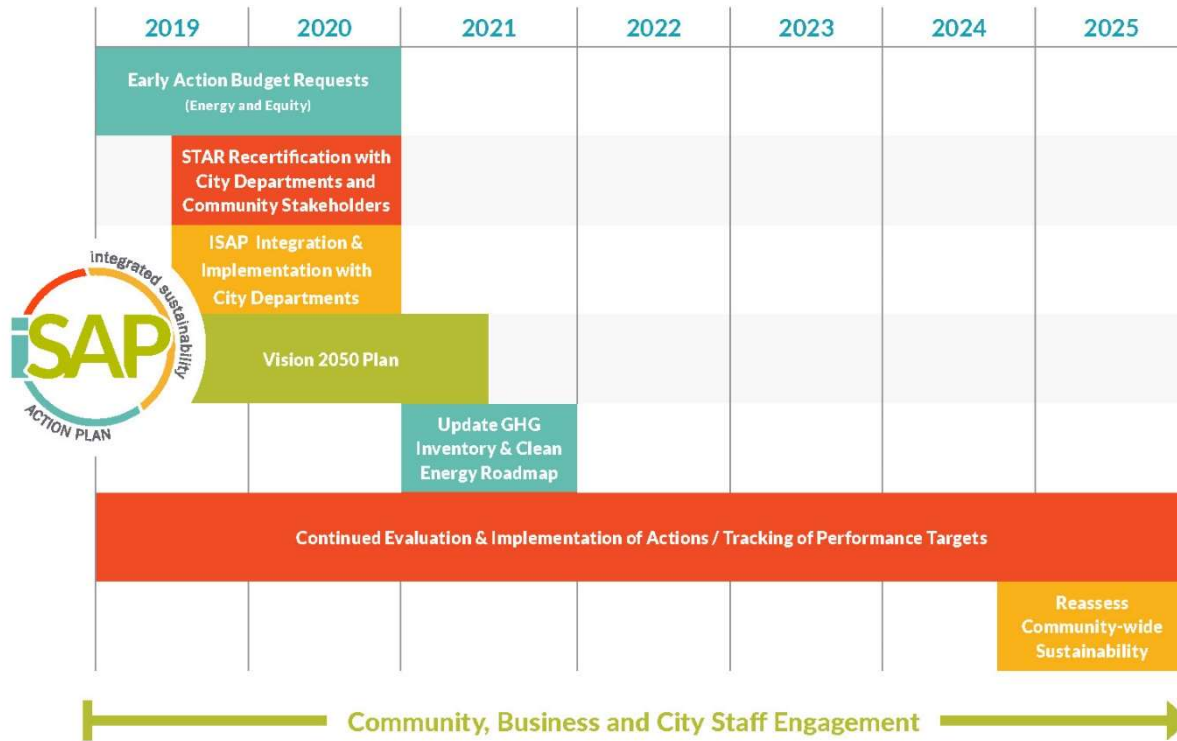 2019 2020 2021 2022 2023 2024 2025
Early Action Budget Requests
(Energy and Equity)
STAR Recertification with
City Departments and
Community Stakeholders
ISAP Integration &
Implementation with
City Departments
integrated sustainability
iSAP
ACTION PLAN
Vision 2050 Plan
Update GHG
Inventory & Clean
Energy Roadmap
Continued Evaluation & Implementation of Actions / Tracking of Performance Targets
Reassess
Community-wide
Sustainability
Community, Business and City Staff Engagement